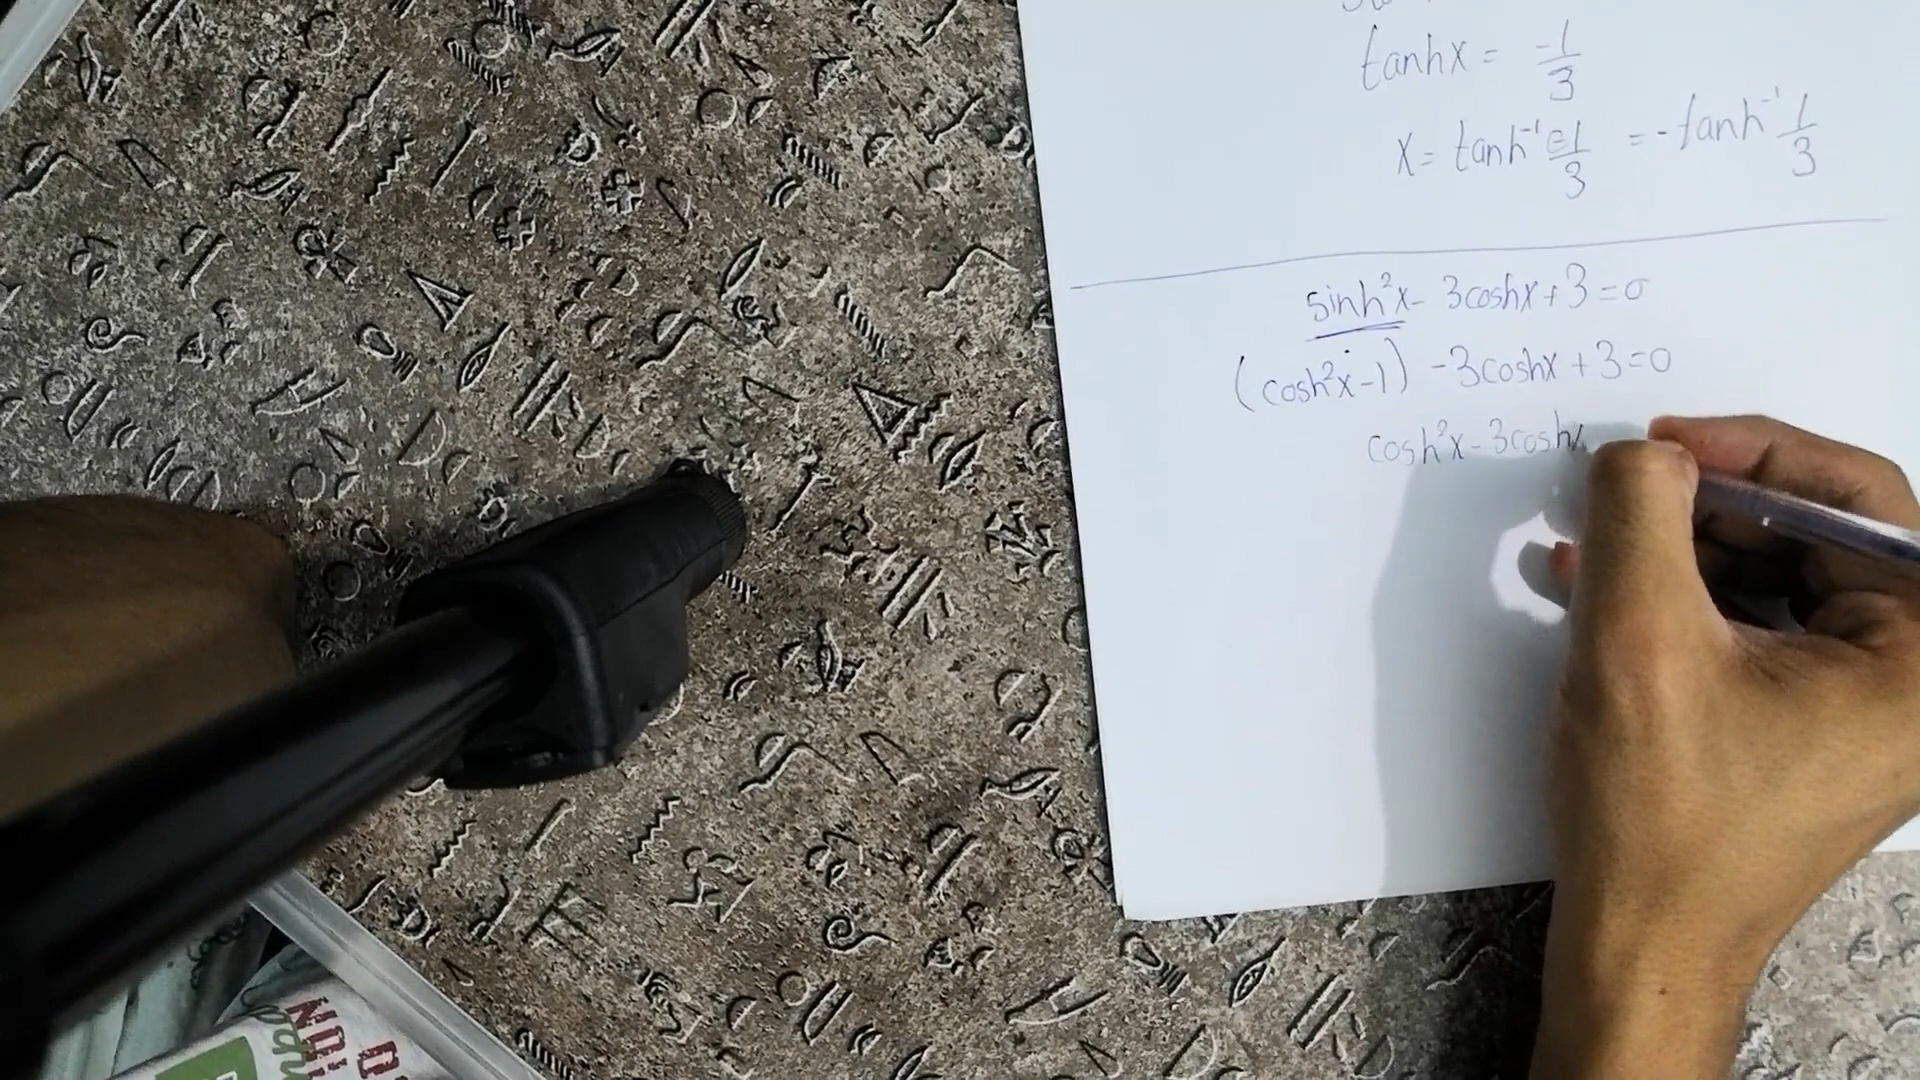 tanhx = -1/3
x = tanh⁻¹ -1/3 = -tanh⁻¹ 1/3
sinh²x - 3coshx + 3 = 0
(cosh²x - 1) - 3coshx + 3 = 0
cosh²x - 3coshx